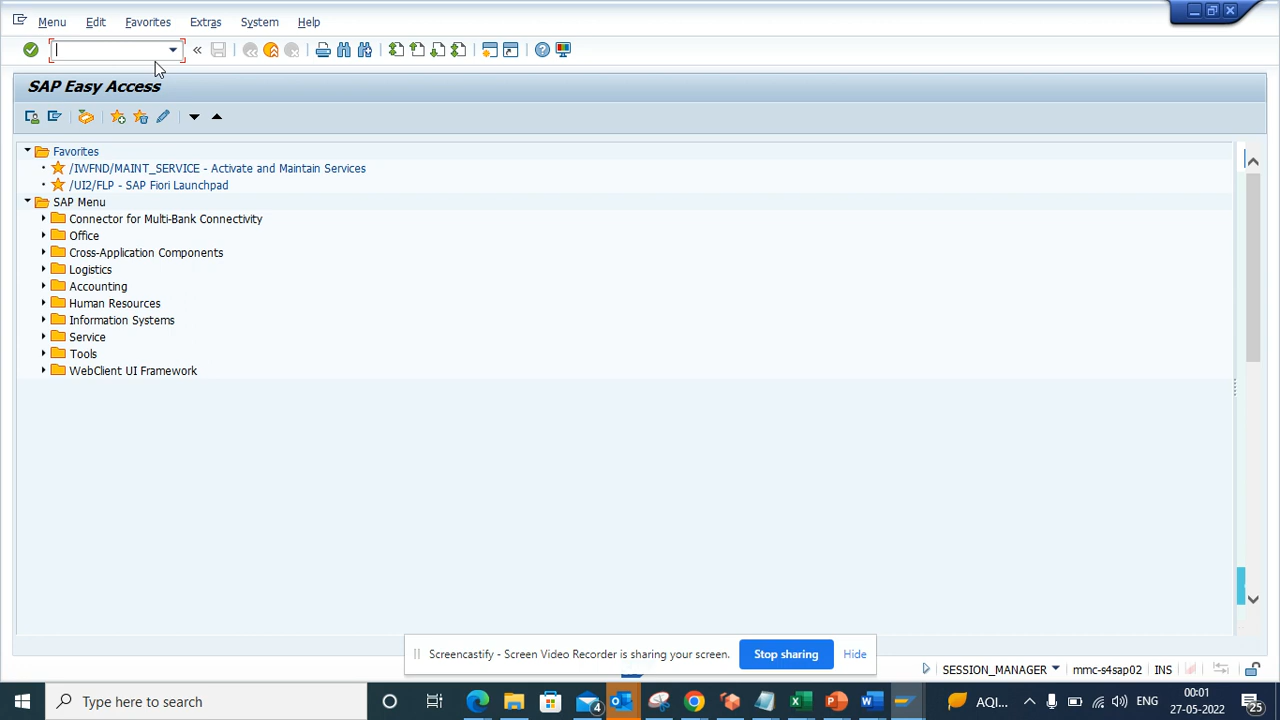 Menu Edit Favorites Extras System Help
SAP Easy Access
Favorites
/IWFND/MAINT_SERVICE - Activate and Maintain Services
/UI2/FLP - SAP Fiori Launchpad
SAP Menu
Connector for Multi-Bank Connectivity
Office
Cross-Application Components
Logistics
Accounting
Human Resources
Information Systems
Service
Tools
WebClient UI Framework
Screencastify - Screen Video Recorder is sharing your screen. Stop sharing Hide
SESSION_MANAGER mmc-s4sap02 INS
Type here to search 4 AQI... ENG 00:01
27-05-2022 25